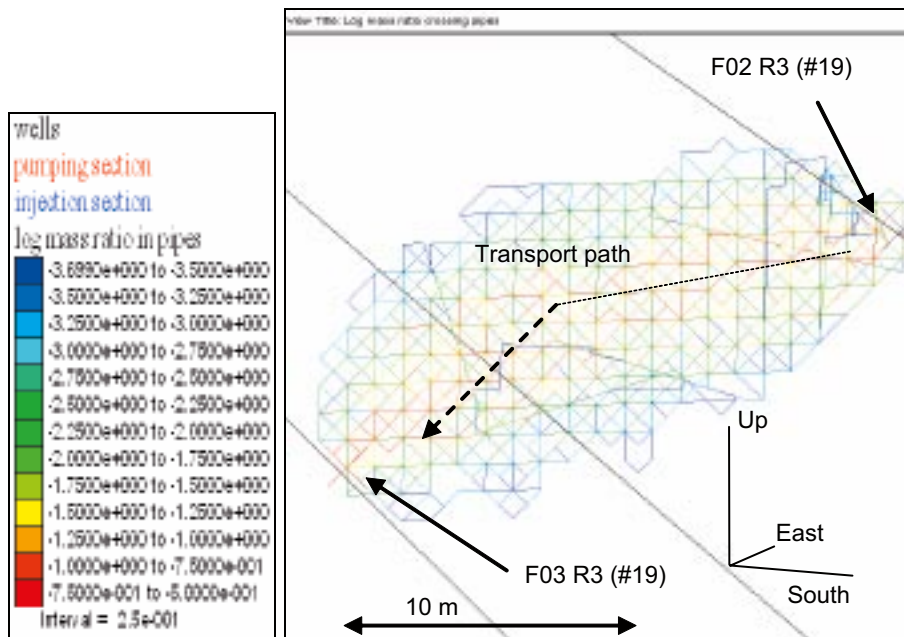 wells
pumping section
injection section
log mass ratio in pipes
-3.6990e+000 to -3.5000e+000
-3.5000e+000 to -3.2500e+000
-3.2500e+000 to -3.0000e+000
-3.0000e+000 to -2.7500e+000
-2.7500e+000 to -2.5000e+000
-2.5000e+000 to -2.2500e+000
-2.2500e+000 to -2.0000e+000
-2.0000e+000 to -1.7500e+000
-1.7500e+000 to -1.5000e+000
-1.5000e+000 to -1.2500e+000
-1.2500e+000 to -1.0000e+000
-1.0000e+000 to -7.5000e-001
-7.5000e-001 to -5.0000e-001
Interval = 2.5e-001
View Title: Log mass ratio crossing pipes
F02 R3 (#19)
Transport path
Up
East
South
F03 R3 (#19)
10 m